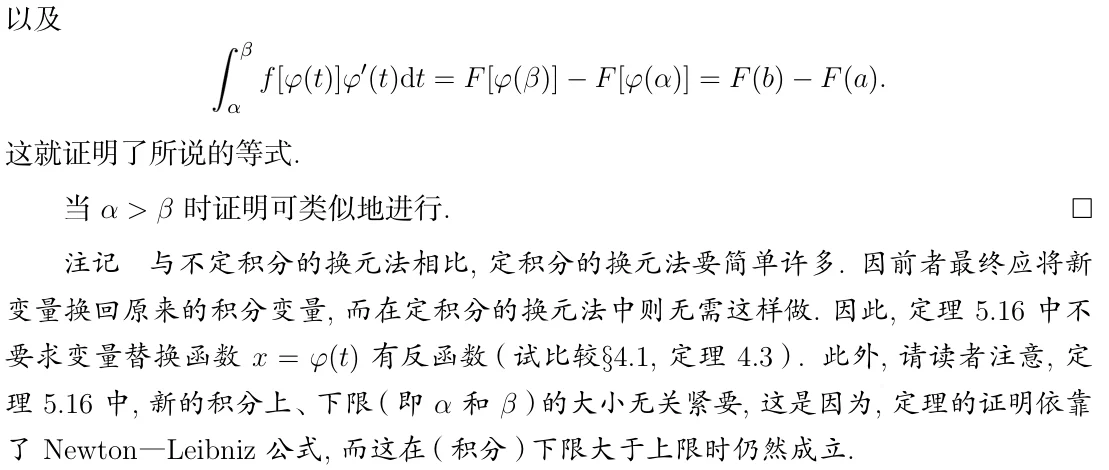 以及
∫_α^β f[φ(t)]φ′(t)dt = F[φ(β)] − F[φ(α)] = F(b) − F(a).
这就证明了所说的等式.
当 α > β 时证明可类似地进行. □
注记 与不定积分的换元法相比, 定积分的换元法要简单许多. 因前者最终应将新
变量换回原来的积分变量, 而在定积分的换元法中则无需这样做. 因此, 定理 5.16 中不
要求变量替换函数 x = φ(t) 有反函数 ( 试比较§4.1, 定理 4.3 ). 此外, 请读者注意, 定
理 5.16 中, 新的积分上、下限 ( 即 α 和 β ) 的大小无关紧要, 这是因为, 定理的证明依靠
了 Newton—Leibniz 公式, 而这在 ( 积分 ) 下限大于上限时仍然成立.